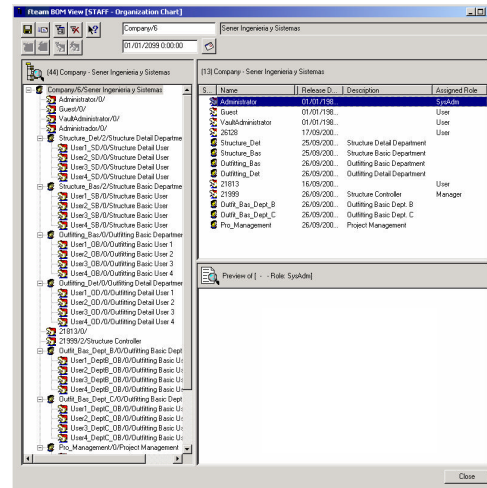 fteam BOM View [STAFF - Organization Chart]
Company/6
Sener Ingenieria y Sistemas
01/01/2099 0:00:00
(44) Company - Sener Ingenieria y Sistemas
Company/6/Sener Ingenieria y Sistemas
Administrator/0/
Guest/0/
VaultAdministrator/0/
Administrador/0/
Structure_Det/2/Structure Detail Departme
User1_SD/0/Structure Detail User
User2_SD/0/Structure Detail User
User3_SD/0/Structure Detail User
User4_SD/0/Structure Detail User
Structure_Bas/2/Structure Basic Departme
User1_SB/0/Structure Basic User
User2_SB/0/Structure Basic User
User3_SB/0/Structure Basic User
User4_SB/0/Structure Basic User
Outfitting_Bas/0/Outfitting Basic Departmer
User1_OB/0/Outfitting Basic User 1
User2_OB/0/Outfitting Basic User 2
User3_OB/0/Outfitting Basic User 3
User4_OB/0/Outfitting Basic User 4
Outfitting_Det/0/Outfitting Detail Departmer
User1_OD/0/Outfitting Detail User 1
User2_OD/0/Outfitting Detail User 2
User3_OD/0/Outfitting Detail User 3
User4_OD/0/Outfitting Detail User 4
21813/0/
21999/2/Structure Controller
Outfit_Bas_Dept_B/0/Outfitting Basic Dept
User1_DeptB_OB/0/Outfitting Basic Us
User2_DeptB_OB/0/Outfitting Basic Us
User3_DeptB_OB/0/Outfitting Basic Us
User4_DeptB_OB/0/Outfitting Basic Us
Outfit_Bas_Dept_C/0/Outfitting Basic Dept
User1_DeptC_OB/0/Outfitting Basic Us
User2_DeptC_OB/0/Outfitting Basic Us
User3_DeptC_OB/0/Outfitting Basic Us
User4_DeptC_OB/0/Outfitting Basic Us
Pro_Management/0/Project Management
(13) Company - Sener Ingenieria y Sistemas
S... Name Release D... Description Assigned Role
Administrator 01/01/198... SysAdm
Guest 01/01/198... User
VaultAdministrator 01/01/198... User
26128 17/09/200... User
Structure_Det 25/09/200... Structure Detail Department
Structure_Bas 25/09/200... Structure Basic Department
Outfitting_Bas 26/09/200... Outfitting Basic Department
Outfitting_Det 26/09/200... Outfitting Detail Department
21813 16/09/200... User
21999 26/09/200... Structure Controller Manager
Outfit_Bas_Dept_B 26/09/200... Outfitting Basic Dept. B
Outfit_Bas_Dept_C 26/09/200... Outfitting Basic Dept. C
Pro_Management 26/09/200... Project Management
Preview of [ - - Role: SysAdm]
Close